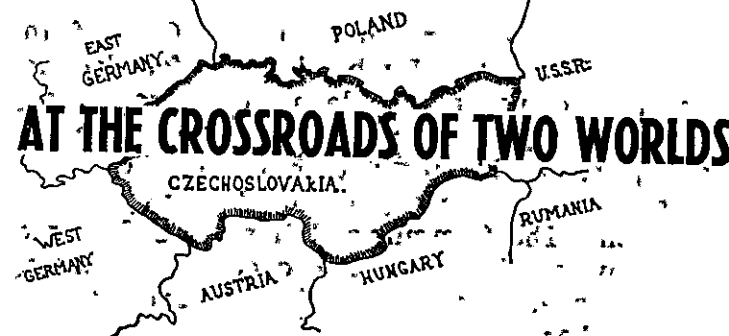 POLAND
EAST
GERMANY
U.S.S.R.
AT THE CROSSROADS OF TWO WORLDS
CZECHOSLOVAKIA
RUMANIA
WEST
GERMANY
HUNGARY
AUSTRIA